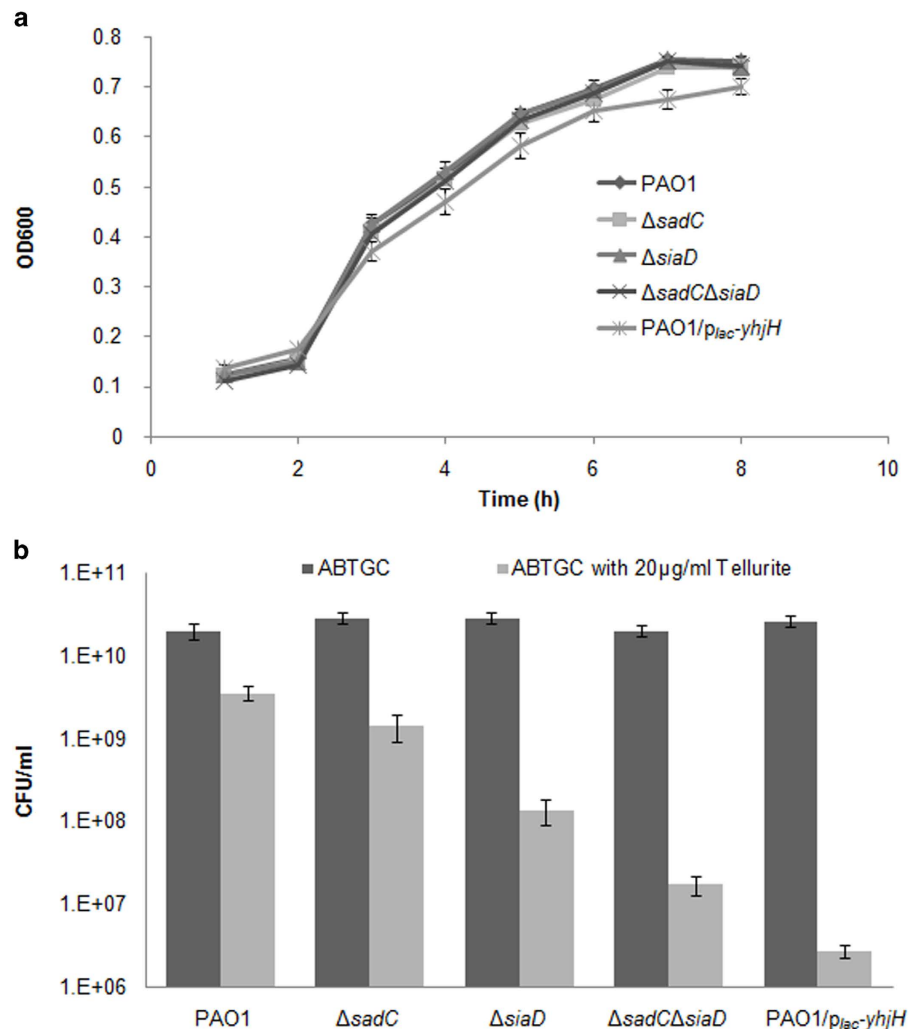 a
0.8
0.7
0.6
0.5
0.4
0.3
0.2
0.1
0
OD600
0 2 4 6 8 10
Time (h)
PAO1
ΔsadC
ΔsiaD
ΔsadCΔsiaD
PAO1/plac-yhjH
b
ABTGC
ABTGC with 20µg/ml Tellurite
1.E+11
1.E+10
1.E+09
1.E+08
1.E+07
1.E+06
CFU/ml
PAO1 ΔsadC ΔsiaD ΔsadCΔsiaD PAO1/plac-yhjH